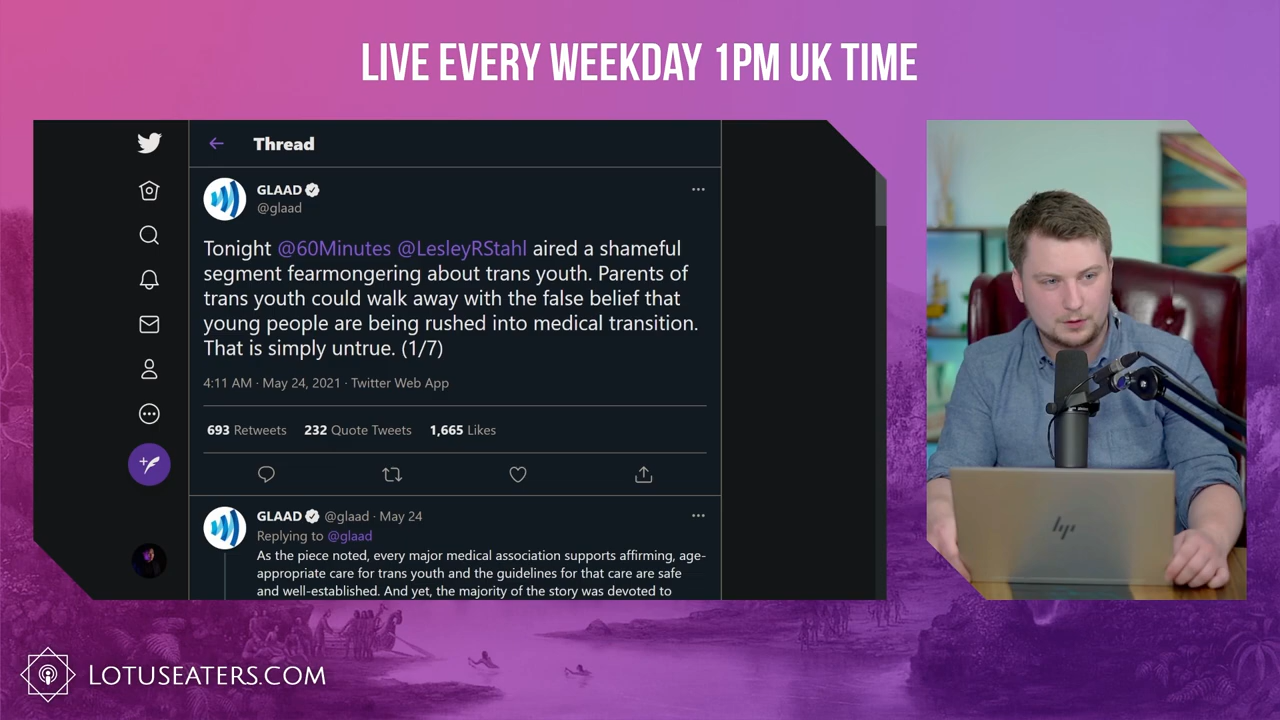 LIVE EVERY WEEKDAY 1PM UK TIME
Thread
GLAAD
@glaad
Tonight @60Minutes @LesleyRStahl aired a shameful
segment fearmongering about trans youth. Parents of
trans youth could walk away with the false belief that
young people are being rushed into medical transition.
That is simply untrue. (1/7)
4:11 AM · May 24, 2021 · Twitter Web App
693 Retweets 232 Quote Tweets 1,665 Likes
GLAAD @glaad · May 24
Replying to @glaad
As the piece noted, every major medical association supports affirming, age-
appropriate care for trans youth and the guidelines for that care are safe
and well-established. And yet, the majority of the story was devoted to
hp
LOTUSEATERS.COM